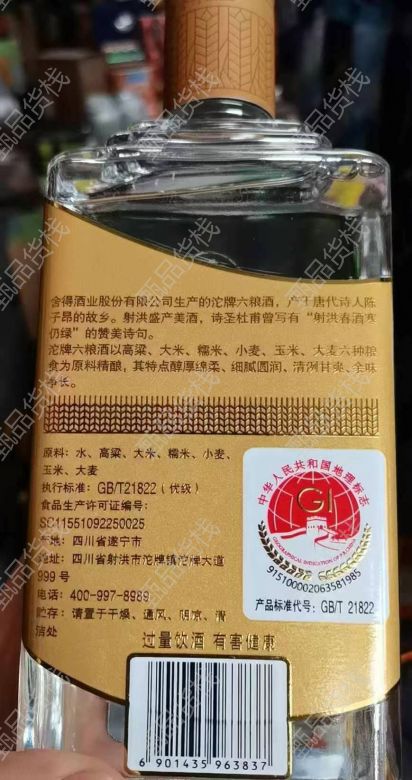 舍得酒业股份有限公司生产的沱牌六粮酒，产于唐代诗人陈
子昂的故乡。射洪盛产美酒，诗圣杜甫曾写有“射洪春酒寒
仍绿”的赞美诗句。
沱牌六粮酒以高粱、大米、糯米、小麦、玉米、大麦六种粮
食为原料精酿，其特点醇厚绵柔、细腻圆润、清洌甘爽、余味
悠长。
原料：水、高粱、大米、糯米、小麦、
玉米、大麦
执行标准：GB/T21822（优级）
食品生产许可证编号：
SC11551092250025
产地：四川省遂宁市
地址：四川省射洪市沱牌镇沱牌大道
999号
电话：400-997-8989
贮存：请置于干燥、通风、阴凉、清
洁处
中华人民共和国地理标志
GI
GEOGRAPHICAL INDICATION OF P.R.CHINA
915100002063581985
产品标准代号：GB/T 21822
过量饮酒 有害健康
6 901435 963837
甄品货栈